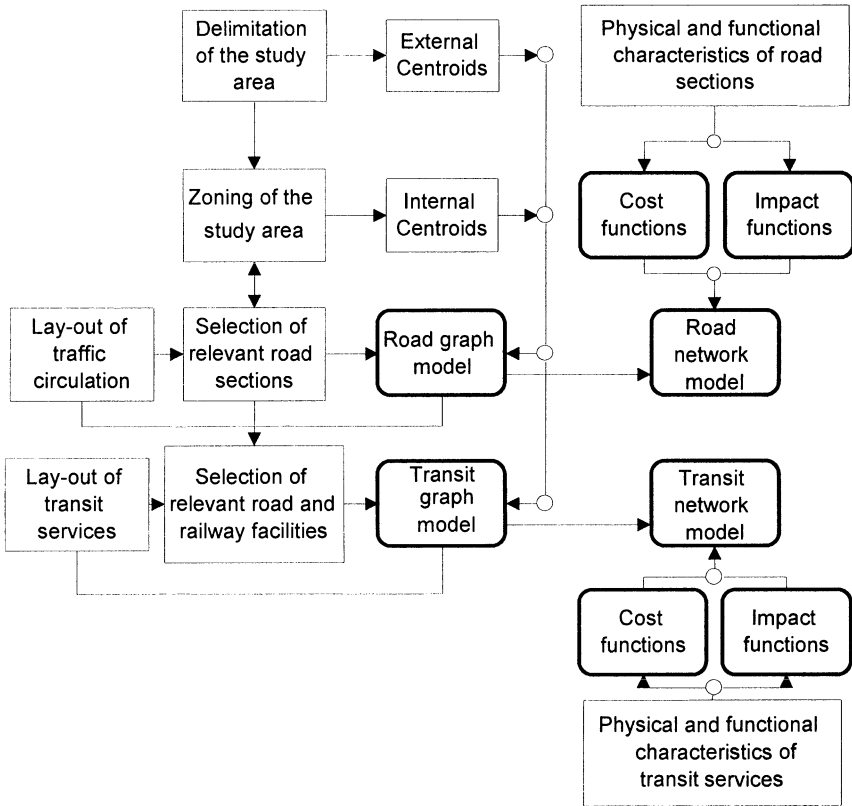 Delimitation
of the study
area
External
Centroids
Physical and functional
characteristics of road
sections
Zoning of the
study area
Internal
Centroids
Cost
functions
Impact
functions
Lay-out of
traffic
circulation
Selection of
relevant road
sections
Road graph
model
Road
network
model
Lay-out of
transit
services
Selection of
relevant road and
railway facilities
Transit
graph
model
Transit
network
model
Cost
functions
Impact
functions
Physical and functional
characteristics of
transit services